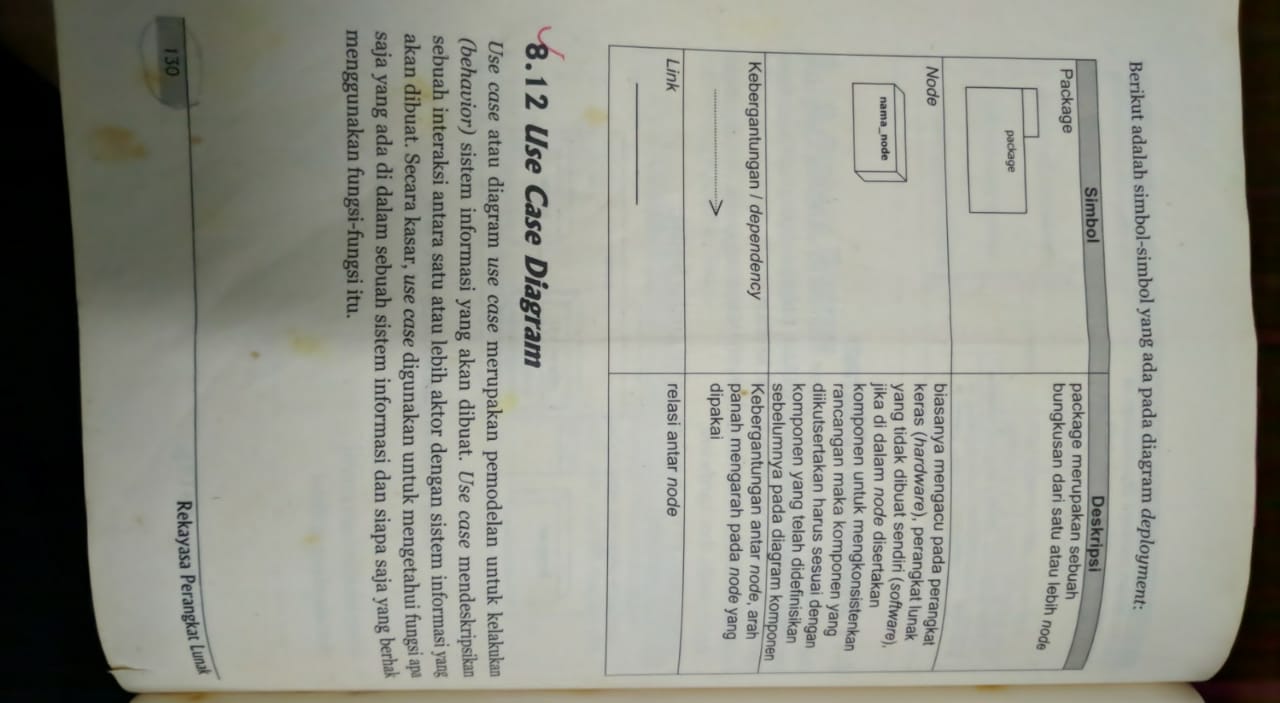 Berikut adalah simbol-simbol yang ada pada diagram deployment:
Simbol
Deskripsi
Package
package
package merupakan sebuah
bungkusan dari satu atau lebih node
Node
nama_node
biasanya mengacu pada perangkat
keras (hardware), perangkat lunak
yang tidak dibuat sendiri (software),
jika di dalam node disertakan
komponen untuk mengkonsistenkan
rancangan maka komponen yang
diikutsertakan harus sesuai dengan
komponen yang telah didefinisikan
sebelumnya pada diagram komponen
Kebergantungan / dependency
Kebergantungan antar node, arah
panah mengarah pada node yang
dipakai
Link
relasi antar node
8.12 Use Case Diagram
Use case atau diagram use case merupakan pemodelan untuk kelakukan
(behavior) sistem informasi yang akan dibuat. Use case mendeskripsikan
sebuah interaksi antara satu atau lebih aktor dengan sistem informasi yang
akan dibuat. Secara kasar, use case digunakan untuk mengetahui fungsi apa
saja yang ada di dalam sebuah sistem informasi dan siapa saja yang berhak
menggunakan fungsi-fungsi itu.
130
Rekayasa Perangkat Lunak